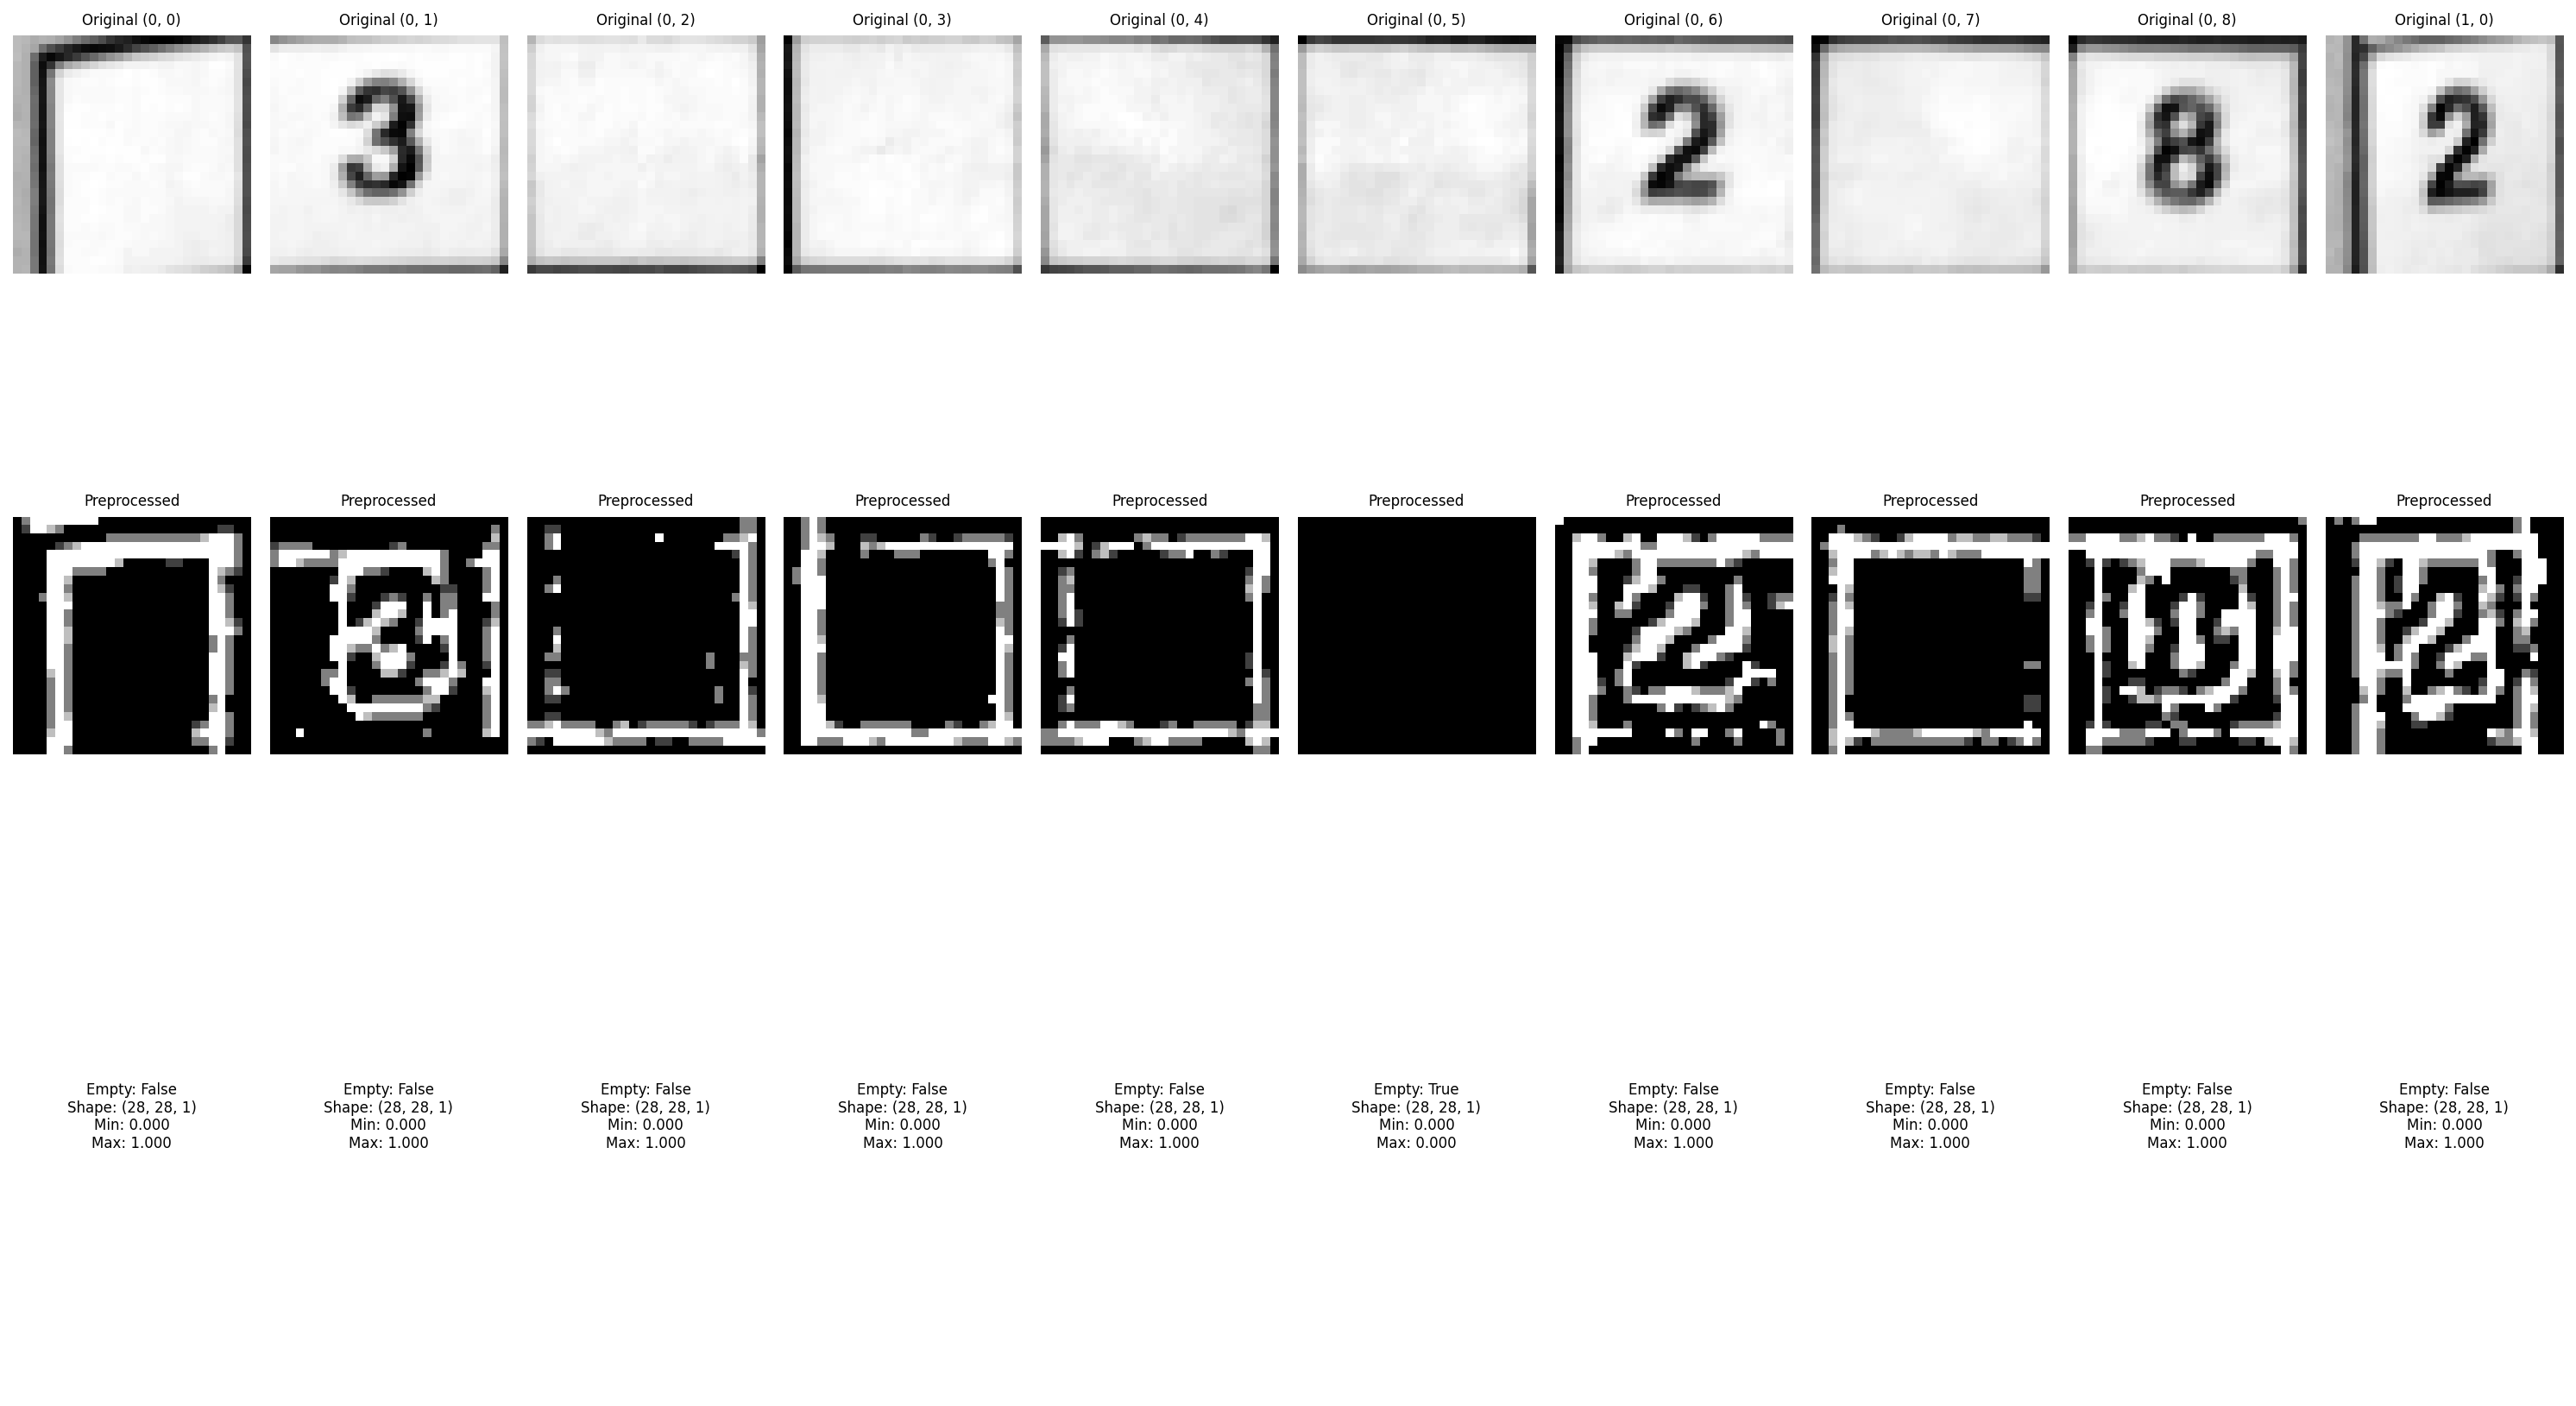 Original (0, 0) Original (0, 1) Original (0, 2) Original (0, 3) Original (0, 4) Original (0, 5) Original (0, 6) Original (0, 7) Original (0, 8) Original (1, 0)
3 2 8 2
Preprocessed Preprocessed Preprocessed Preprocessed Preprocessed Preprocessed Preprocessed Preprocessed Preprocessed Preprocessed
Empty: False Empty: False Empty: False Empty: False Empty: False Empty: True Empty: False Empty: False Empty: False Empty: False
Shape: (28, 28, 1) Shape: (28, 28, 1) Shape: (28, 28, 1) Shape: (28, 28, 1) Shape: (28, 28, 1) Shape: (28, 28, 1) Shape: (28, 28, 1) Shape: (28, 28, 1) Shape: (28, 28, 1) Shape: (28, 28, 1)
Min: 0.000 Min: 0.000 Min: 0.000 Min: 0.000 Min: 0.000 Min: 0.000 Min: 0.000 Min: 0.000 Min: 0.000 Min: 0.000
Max: 1.000 Max: 1.000 Max: 1.000 Max: 1.000 Max: 1.000 Max: 0.000 Max: 1.000 Max: 1.000 Max: 1.000 Max: 1.000